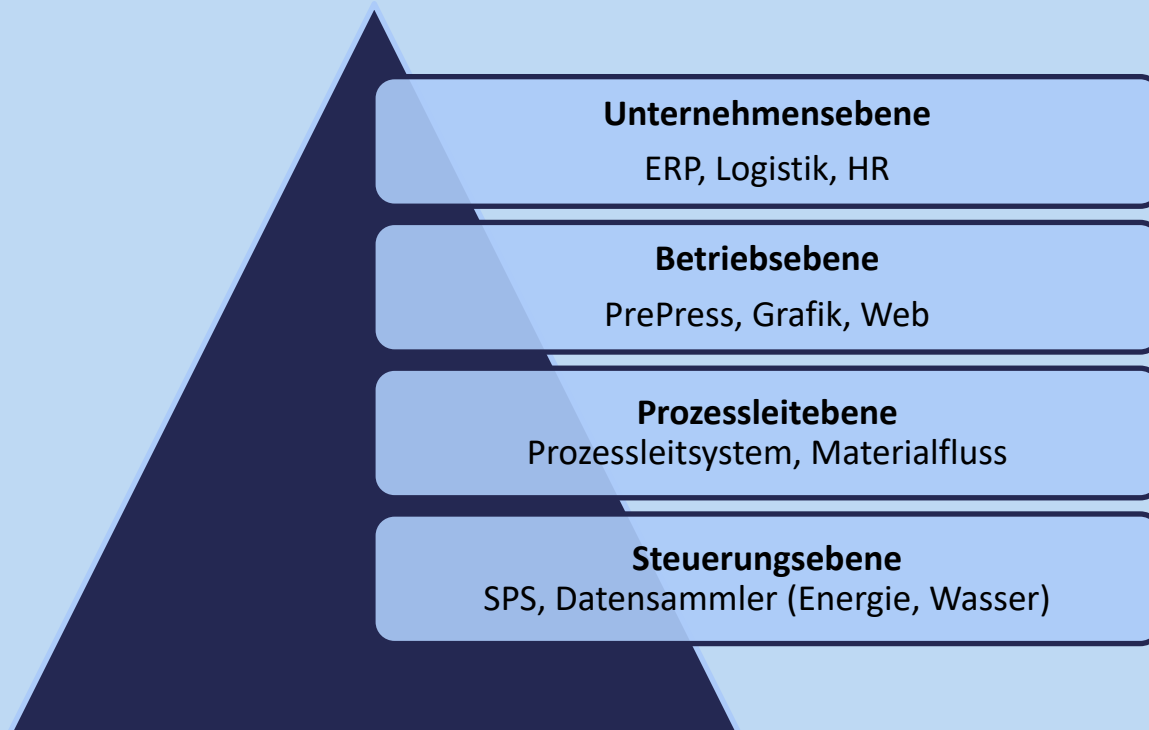 Unternehmensebene
ERP, Logistik, HR
Betriebsebene
PrePress, Grafik, Web
Prozessleitebene
Prozessleitsystem, Materialfluss
Steuerungsebene
SPS, Datensammler (Energie, Wasser)